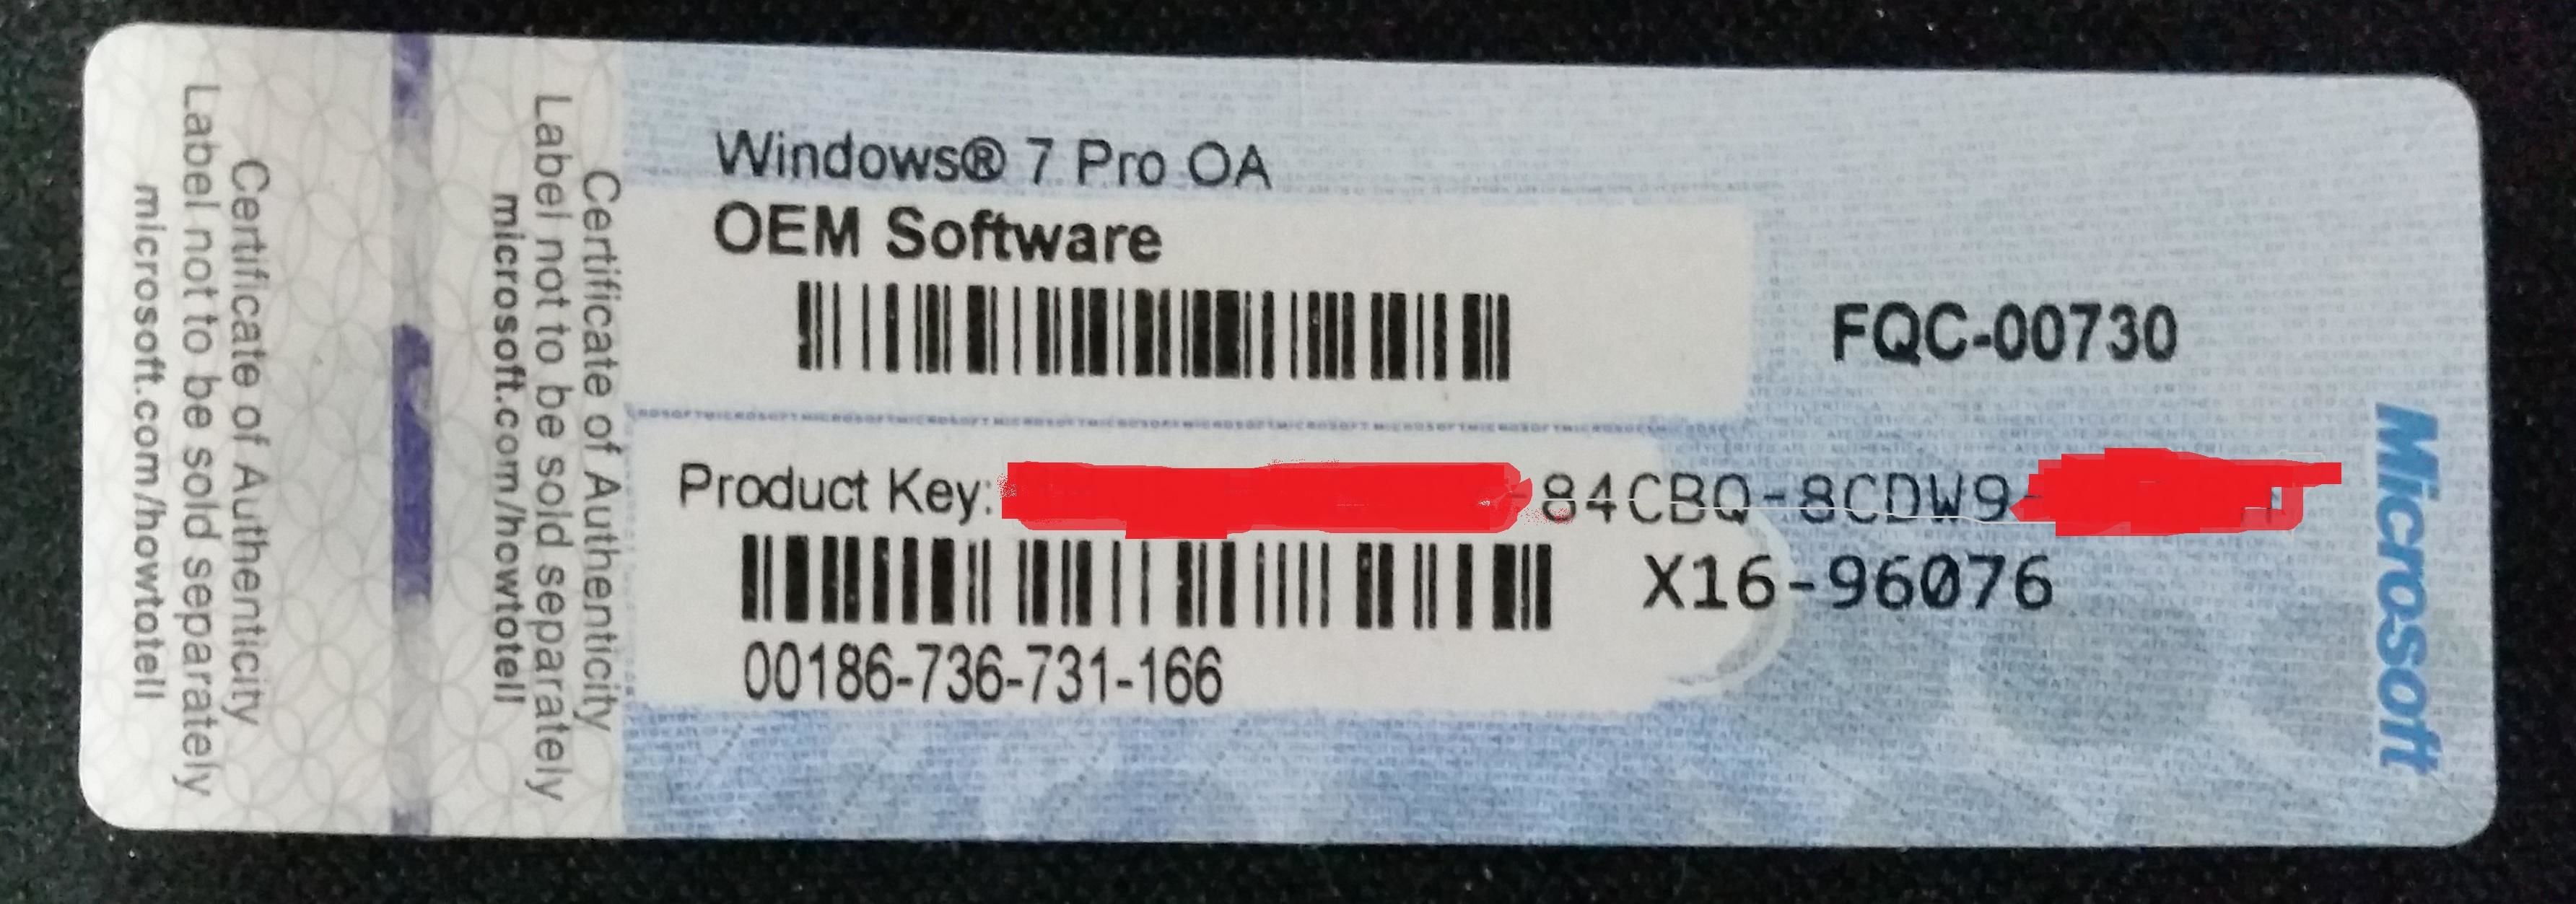 Certificate of Authenticity
Label not to be sold separately
microsoft.com/howtotell
Certificate of Authenticity
Label not to be sold separately
microsoft.com/howtotell
Windows® 7 Pro OA
OEM Software
FQC-00730
Product Key: -84CBQ-8CDW9-
X16-96076
00186-736-731-166
Microsoft